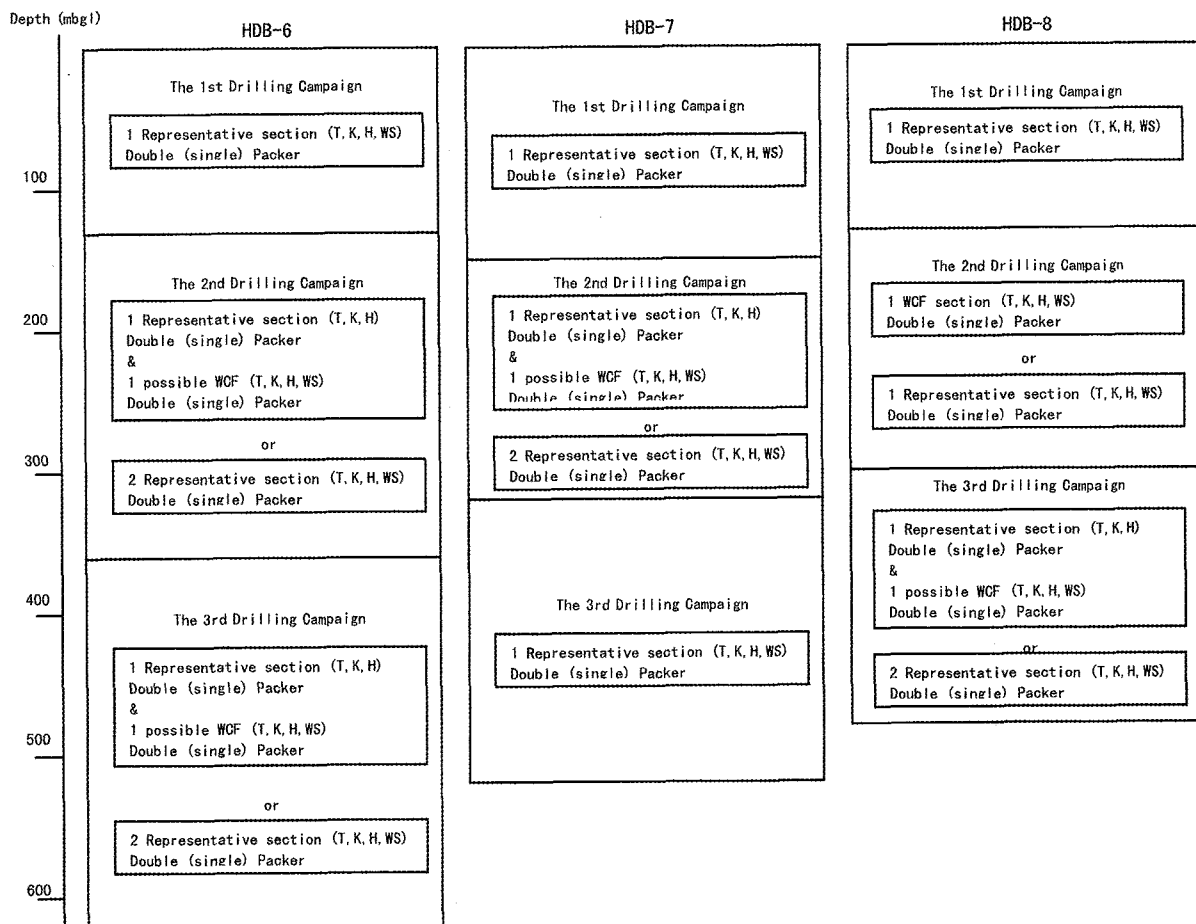 Depth (mbgl)
100
200
300
400
500
600
HDB-6
The 1st Drilling Campaign
1 Representative section (T, K, H, WS)
Double (single) Packer
The 2nd Drilling Campaign
1 Representative section (T, K, H)
Double (single) Packer
&
1 possible WCF (T, K, H, WS)
Double (single) Packer
or
2 Representative section (T, K, H, WS)
Double (single) Packer
The 3rd Drilling Campaign
1 Representative section (T, K, H)
Double (single) Packer
&
1 possible WCF (T, K, H, WS)
Double (single) Packer
or
2 Representative section (T, K, H, WS)
Double (single) Packer
HDB-7
The 1st Drilling Campaign
1 Representative section (T, K, H, WS)
Double (single) Packer
The 2nd Drilling Campaign
1 Representative section (T, K, H)
Double (single) Packer
&
1 possible WCF (T, K, H, WS)
Double (single) Packer
or
2 Representative section (T, K, H, WS)
Double (single) Packer
The 3rd Drilling Campaign
1 Representative section (T, K, H, WS)
Double (single) Packer
HDB-8
The 1st Drilling Campaign
1 Representative section (T, K, H, WS)
Double (single) Packer
The 2nd Drilling Campaign
1 WCF section (T, K, H, WS)
Double (single) Packer
or
1 Representative section (T, K, H, WS)
Double (single) Packer
The 3rd Drilling Campaign
1 Representative section (T, K, H)
Double (single) Packer
&
1 possible WCF (T, K, H, WS)
Double (single) Packer
or
2 Representative section (T, K, H, WS)
Double (single) Packer